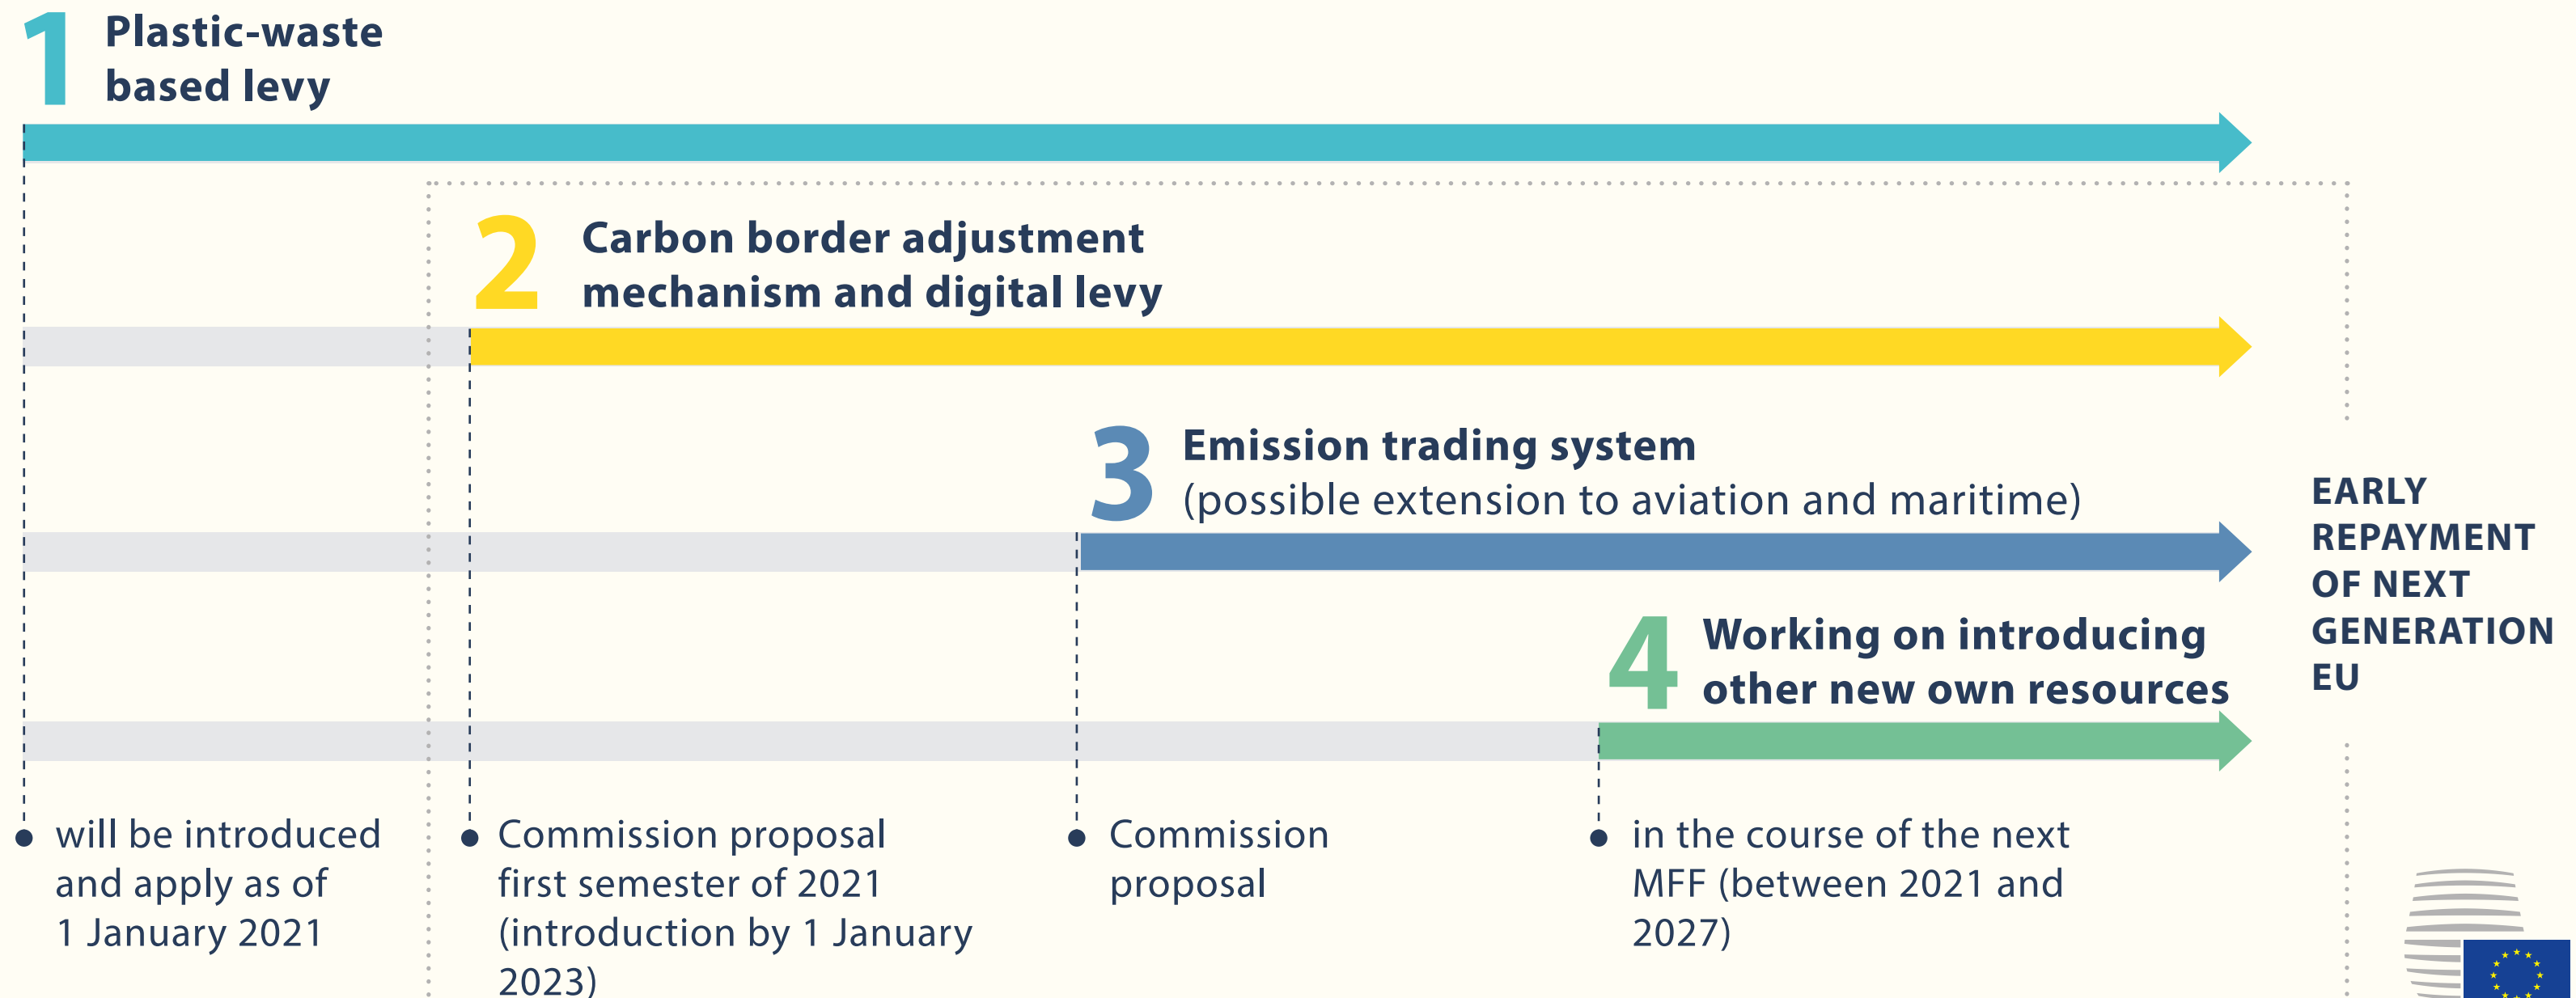 1 Plastic-waste
based levy
2 Carbon border adjustment
mechanism and digital levy
3 Emission trading system
(possible extension to aviation and maritime)
4 Working on introducing
other new own resources
EARLY
REPAYMENT
OF NEXT
GENERATION
EU
will be introduced
and apply as of
1 January 2021
Commission proposal
first semester of 2021
(introduction by 1 January
2023)
Commission
proposal
in the course of the next
MFF (between 2021 and
2027)